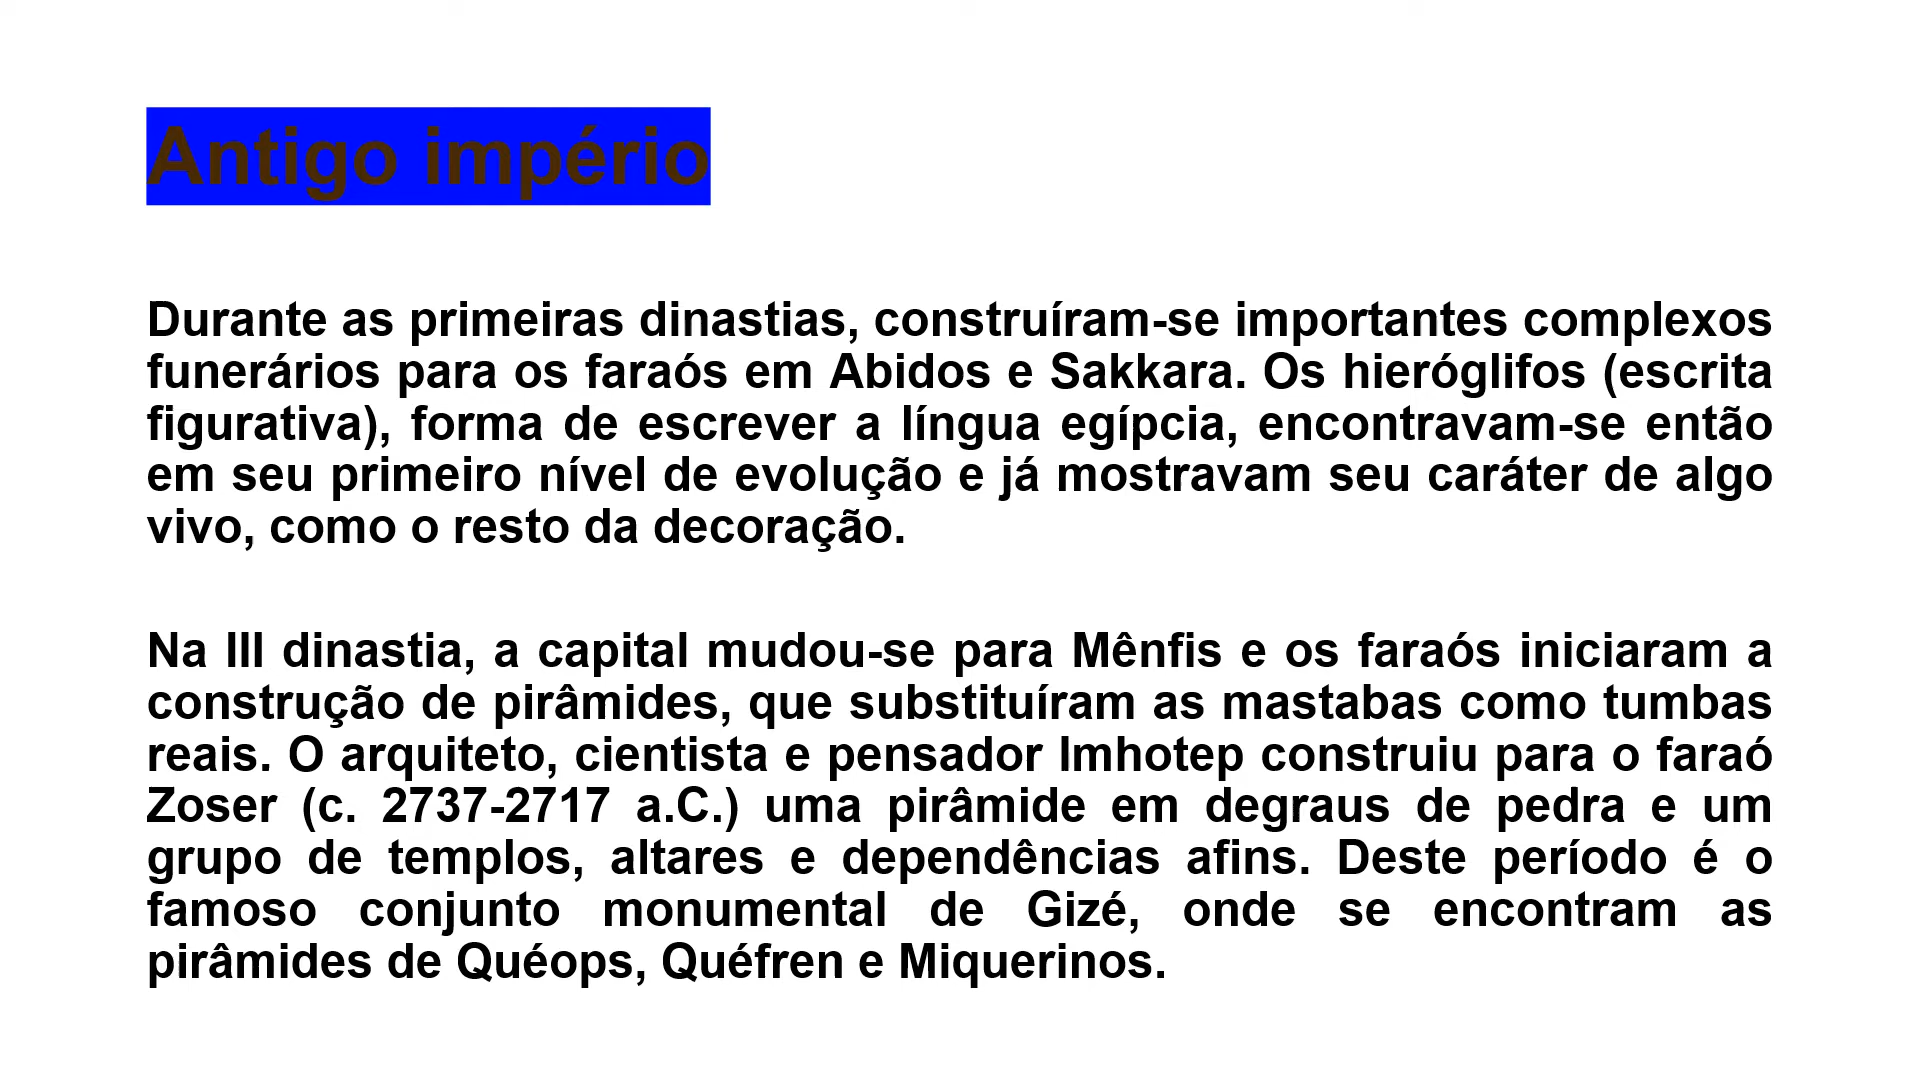 Antigo império
Durante as primeiras dinastias, construíram-se importantes complexos
funerários para os faraós em Abidos e Sakkara. Os hieróglifos (escrita
figurativa), forma de escrever a língua egípcia, encontravam-se então
em seu primeiro nível de evolução e já mostravam seu caráter de algo
vivo, como o resto da decoração.
Na III dinastia, a capital mudou-se para Mênfis e os faraós iniciaram a
construção de pirâmides, que substituíram as mastabas como tumbas
reais. O arquiteto, cientista e pensador Imhotep construiu para o faraó
Zoser (c. 2737-2717 a.C.) uma pirâmide em degraus de pedra e um
grupo de templos, altares e dependências afins. Deste período é o
famoso conjunto monumental de Gizé, onde se encontram as
pirâmides de Quéops, Quéfren e Miquerinos.